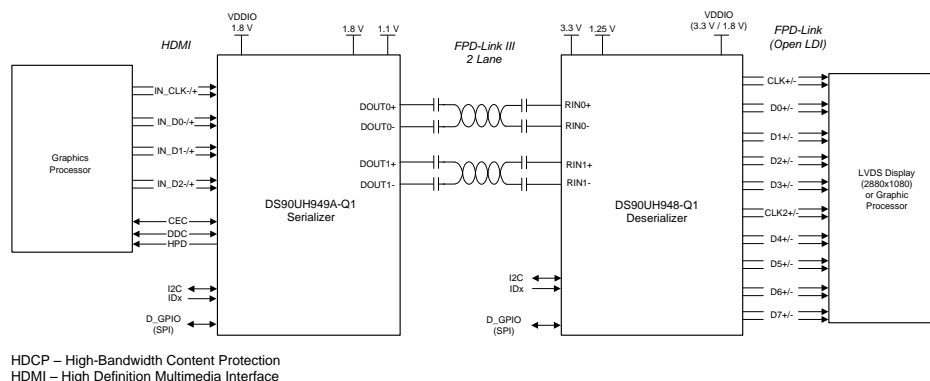 VDDIO
1.8 V
1.8 V
1.1 V
HDMI
FPD-Link III
2 Lane
3.3 V
1.25 V
VDDIO
(3.3 V / 1.8 V)
FPD-Link
(Open LDI)
Graphics
Processor
IN_CLK-/+
IN_D0-/+
IN_D1-/+
IN_D2-/+
CEC
DDC
HPD
I2C
IDx
D_GPIO
(SPI)
DS90UH949A-Q1
Serializer
DOUT0+
DOUT0-
DOUT1+
DOUT1-
RIN0+
RIN0-
RIN1+
RIN1-
DS90UH948-Q1
Deserializer
I2C
IDx
D_GPIO
(SPI)
CLK+/-
D0+/-
D1+/-
D2+/-
D3+/-
CLK2+/-
D4+/-
D5+/-
D6+/-
D7+/-
LVDS Display
(2880x1080)
or Graphic
Processor
HDCP – High-Bandwidth Content Protection
HDMI – High Definition Multimedia Interface